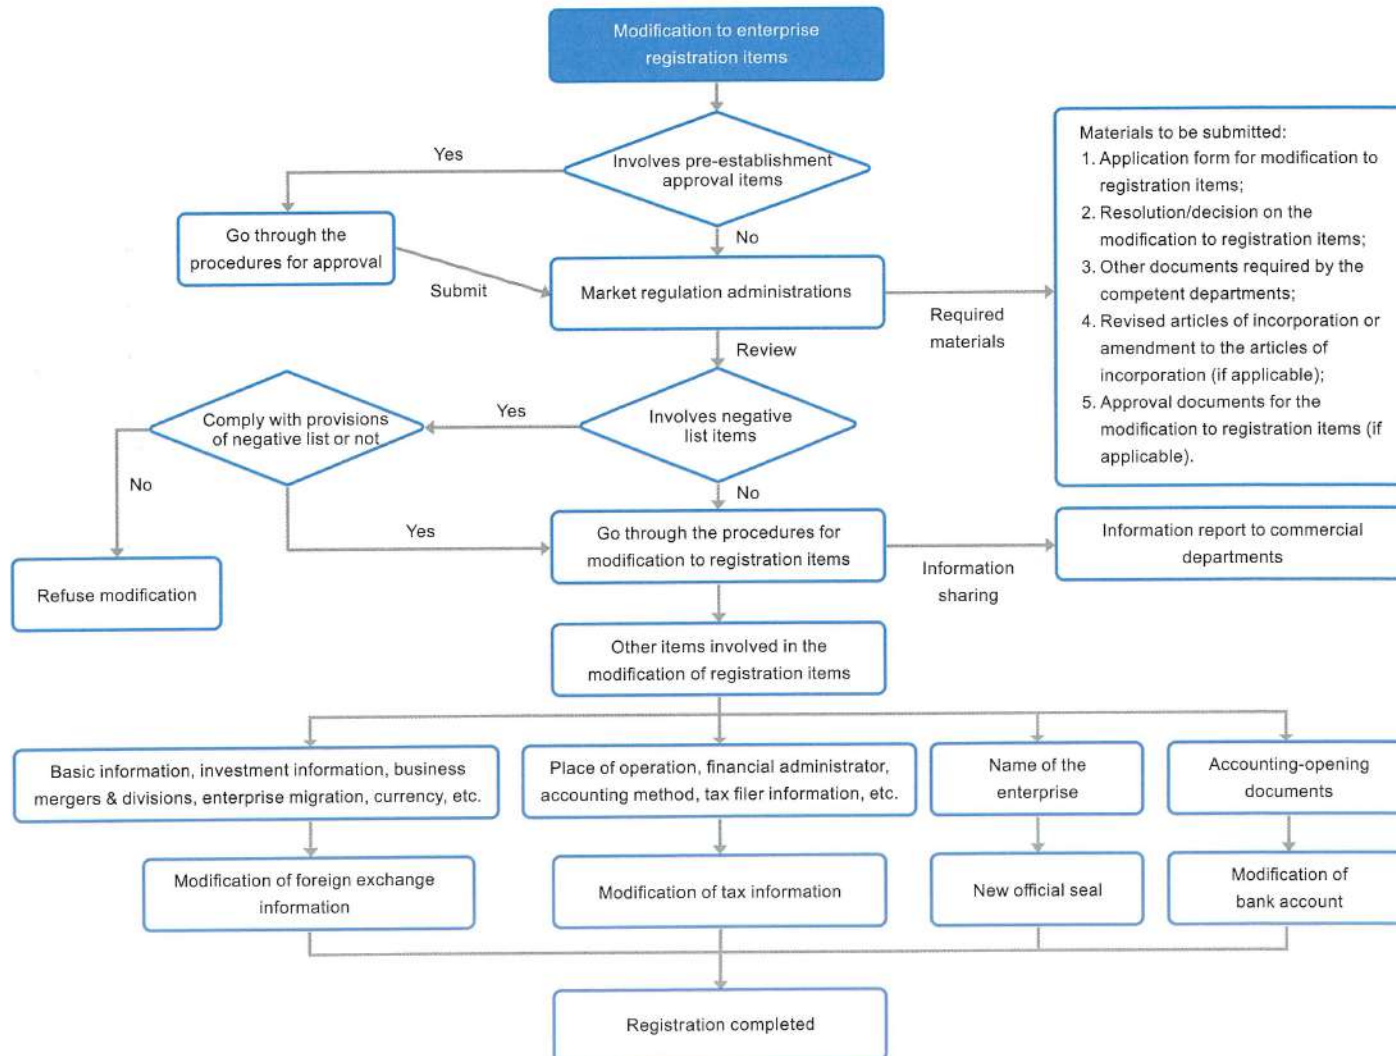 Modification to enterprise
registration items
Involves pre-establishment
approval items
Yes
No
Go through the
procedures for approval
Submit
Market regulation administrations
Required
materials
Materials to be submitted:
1. Application form for modification to
registration items;
2. Resolution/decision on the
modification to registration items;
3. Other documents required by the
competent departments;
4. Revised articles of incorporation or
amendment to the articles of
incorporation (if applicable);
5. Approval documents for the
modification to registration items (if
applicable).
Review
Involves negative
list items
Yes
No
Comply with provisions
of negative list or not
No
Yes
Refuse modification
Go through the procedures for
modification to registration items
Information
sharing
Information report to commercial
departments
Other items involved in the
modification of registration items
Basic information, investment information, business
mergers & divisions, enterprise migration, currency, etc.
Place of operation, financial administrator,
accounting method, tax filer information, etc.
Name of the
enterprise
Accounting-opening
documents
Modification of foreign exchange
information
Modification of tax information
New official seal
Modification of
bank account
Registration completed